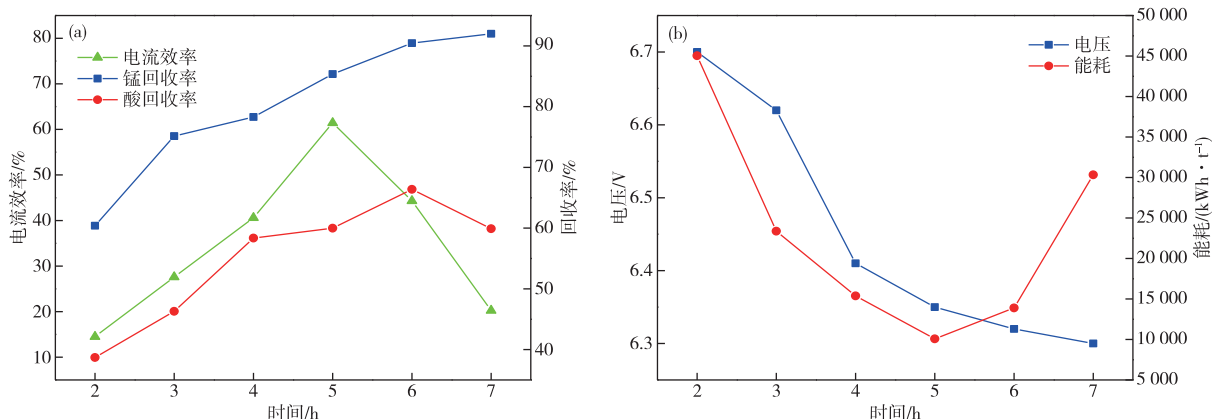 (a)
电流效率
锰回收率
酸回收率
80
70
60
50
40
30
20
10
电流效率/%
90
80
70
60
50
40
回收率/%
2 3 4 5 6 7
时间/h
(b)
电压
能耗
6.7
6.6
6.5
6.4
6.3
电压/V
50 000
45 000
40 000
35 000
30 000
25 000
20 000
15 000
10 000
5 000
能耗/(kWh·t⁻¹)
2 3 4 5 6 7
时间/h